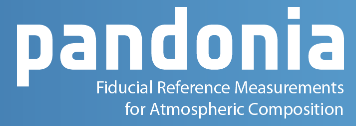 pandonia
Fiducial Reference Measurements
for Atmospheric Composition